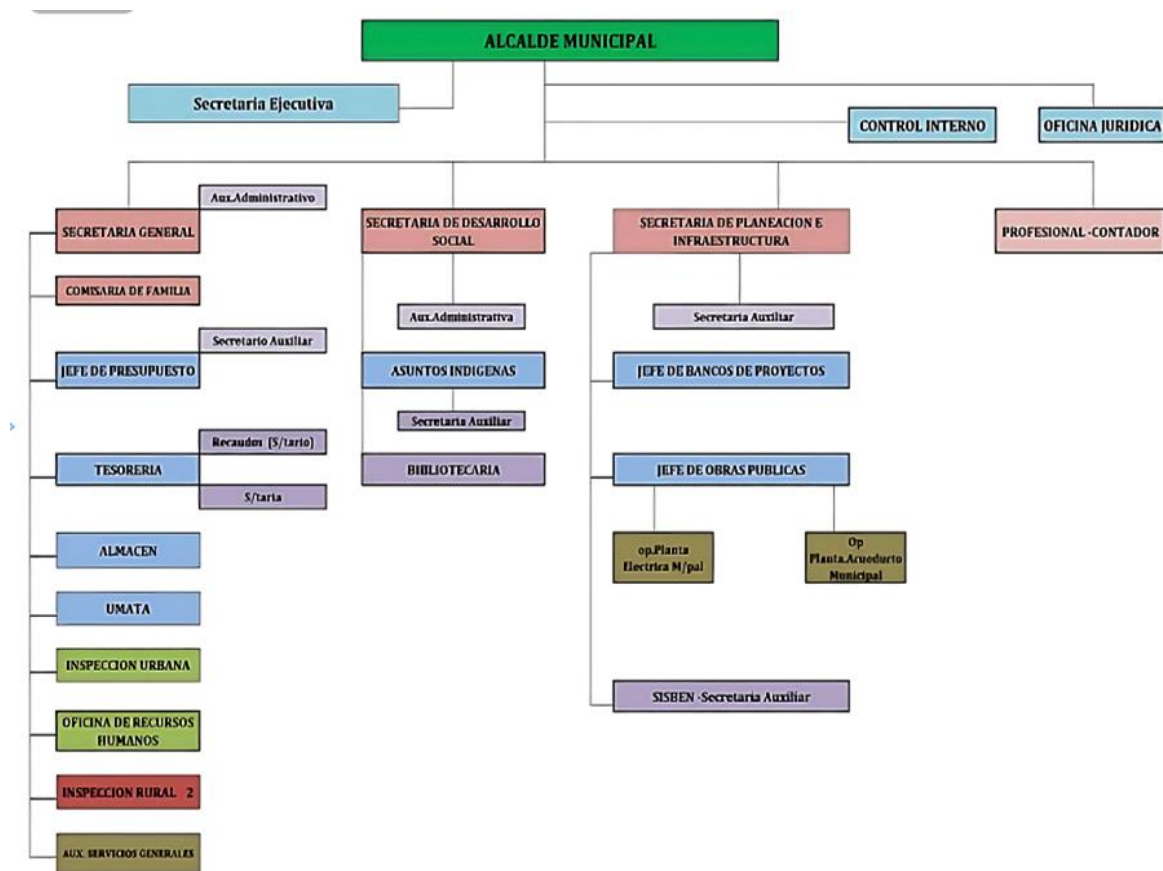 ALCALDE MUNICIPAL
Secretaria Ejecutiva
CONTROL INTERNO
OFICINA JURIDICA
Aux.Administrativo
SECRETARIA GENERAL
SECRETARIA DE DESARROLLO
SOCIAL
SECRETARIA DE PLANEACION E
INFRAESTRUCTURA
PROFESIONAL -CONTADOR
COMISARIA DE FAMILIA
Aux.Administrativa
Secretaria Auxiliar
Secretario Auxiliar
JEFE DE PRESUPUESTO
ASUNTOS INDIGENAS
JEFE DE BANCOS DE PROYECTOS
Secretaria Auxiliar
Recaudos (S/tario)
TESORERIA
BIBLIOTECARIA
JEFE DE OBRAS PUBLICAS
S/taria
ALMACEN
op.Planta
Electrica M/pal
Op
Planta.Acueducto
Municipal
UMATA
INSPECCION URBANA
SISBEN -Secretaria Auxiliar
OFICINA DE RECURSOS
HUMANOS
INSPECCION RURAL 2
AUX. SERVICIOS GENERALES